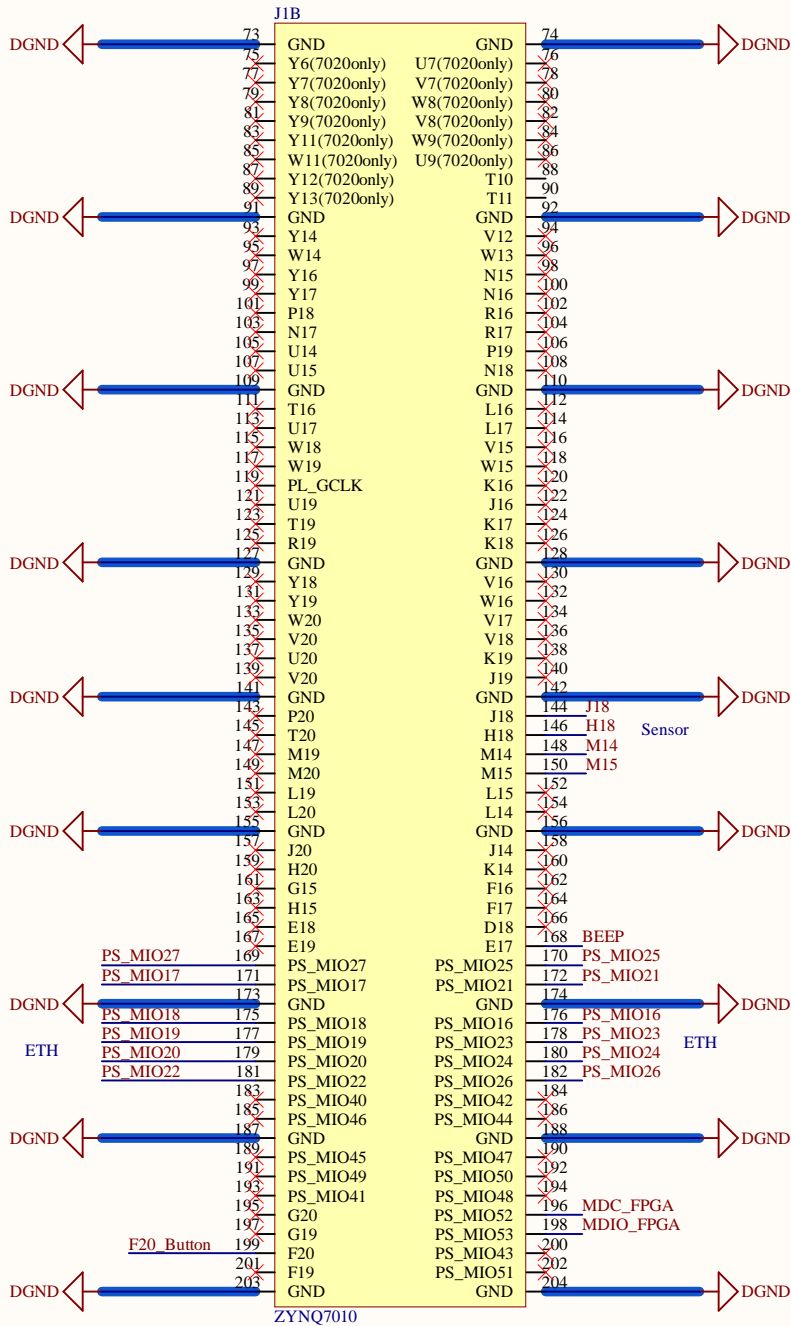 J1B
DGND 73 GND GND 74 DGND
75 Y6(7020only) U7(7020only) 76
77 Y7(7020only) V7(7020only) 78
79 Y8(7020only) W8(7020only) 80
81 Y9(7020only) V8(7020only) 82
83 Y11(7020only) W9(7020only) 84
85 W11(7020only) U9(7020only) 86
87 Y12(7020only) T10 88
89 Y13(7020only) T11 90
DGND 91 GND GND 92 DGND
93 Y14 V12 94
95 W14 W13 96
97 Y16 N15 98
99 Y17 N16 100
101 P18 R16 102
103 N17 R17 104
105 U14 P19 106
107 U15 N18 108
DGND 109 GND GND 110 DGND
111 T16 L16 112
113 U17 L17 114
115 W18 V15 116
117 W19 W15 118
119 PL_GCLK K16 120
121 U19 J16 122
123 T19 K17 124
125 R19 K18 126
DGND 127 GND GND 128 DGND
129 Y18 V16 130
131 Y19 W16 132
133 W20 V17 134
135 V20 V18 136
137 U20 K19 138
139 V20 J19 140
DGND 141 GND GND 142 DGND
143 P20 J18 144 J18
145 T20 H18 146 H18 Sensor
147 M19 M14 148 M14
149 M20 M15 150 M15
151 L19 L15 152
153 L20 L14 154
DGND 155 GND GND 156 DGND
157 J20 J14 158
159 H20 K14 160
161 G15 F16 162
163 H15 F17 164
165 E18 D18 166
167 E19 E17 168 BEEP
PS_MIO27 169 PS_MIO27 PS_MIO25 170 PS_MIO25
PS_MIO17 171 PS_MIO17 PS_MIO21 172 PS_MIO21
DGND 173 GND GND 174 DGND
PS_MIO18 175 PS_MIO18 PS_MIO16 176 PS_MIO16
PS_MIO19 177 PS_MIO19 PS_MIO23 178 PS_MIO23
ETH ETH
PS_MIO20 179 PS_MIO20 PS_MIO24 180 PS_MIO24
PS_MIO22 181 PS_MIO22 PS_MIO26 182 PS_MIO26
183 PS_MIO40 PS_MIO42 184
185 PS_MIO46 PS_MIO44 186
DGND 187 GND GND 188 DGND
189 PS_MIO45 PS_MIO47 190
191 PS_MIO49 PS_MIO50 192
193 PS_MIO41 PS_MIO48 194
195 G20 PS_MIO52 196 MDC_FPGA
197 G19 PS_MIO53 198 MDIO_FPGA
F20_Button 199 F20 PS_MIO43 200
201 F19 PS_MIO51 202
DGND 203 GND GND 204 DGND
ZYNQ7010